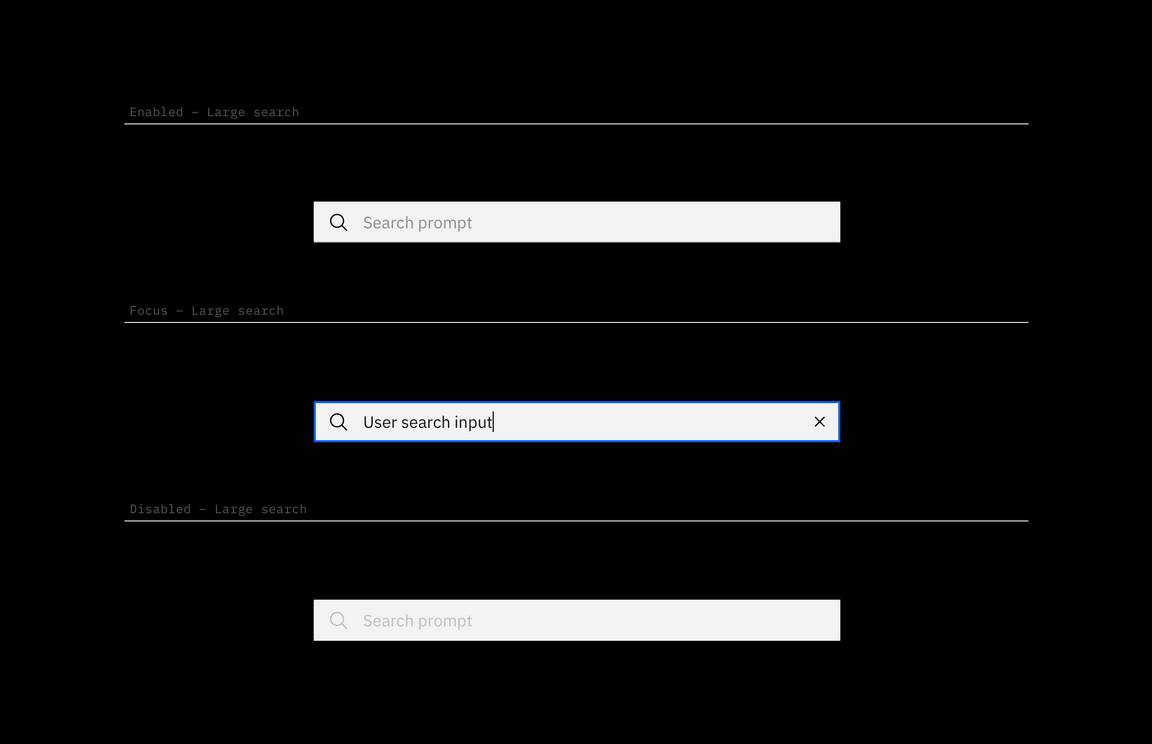 Enabled – Large search
Search prompt
Focus – Large search
User search input
Disabled – Large search
Search prompt